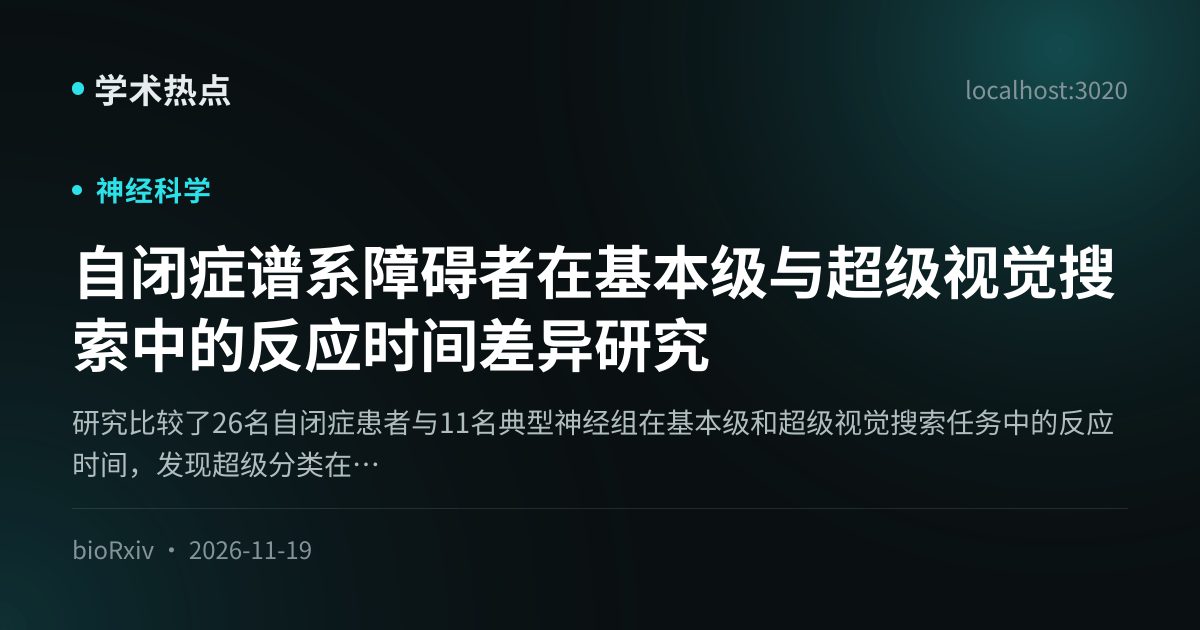 学术热点
localhost:3020
神经科学
自闭症谱系障碍者在基本级与超级视觉搜
索中的反应时间差异研究
研究比较了26名自闭症患者与11名典型神经组在基本级和超级视觉搜索任务中的反应
时间，发现超级分类在…
bioRxiv • 2026-11-19